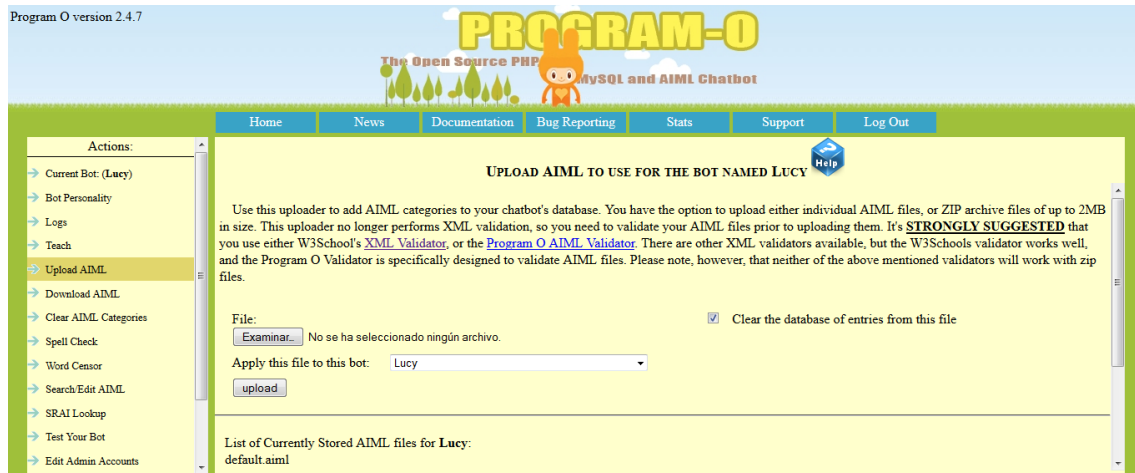 Program O version 2.4.7
PROGRAM-O
The Open Source PHP
MySQL and AIML Chatbot
Home News Documentation Bug Reporting Stats Support Log Out
Actions:
Current Bot: (Lucy)
Bot Personality
Logs
Teach
Upload AIML
Download AIML
Clear AIML Categories
Spell Check
Word Censor
Search/Edit AIML
SRAI Lookup
Test Your Bot
Edit Admin Accounts
UPLOAD AIML TO USE FOR THE BOT NAMED LUCY
Help
Use this uploader to add AIML categories to your chatbot's database. You have the option to upload either individual AIML files, or ZIP archive files of up to 2MB
in size. This uploader no longer performs XML validation, so you need to validate your AIML files prior to uploading them. It's STRONGLY SUGGESTED that
you use either W3School's XML Validator, or the Program O AIML Validator. There are other XML validators available, but the W3Schools validator works well,
and the Program O Validator is specifically designed to validate AIML files. Please note, however, that neither of the above mentioned validators will work with zip
files.
File:
Clear the database of entries from this file
Examinar... No se ha seleccionado ningún archivo.
Apply this file to this bot: Lucy
upload
List of Currently Stored AIML files for Lucy:
default.aiml